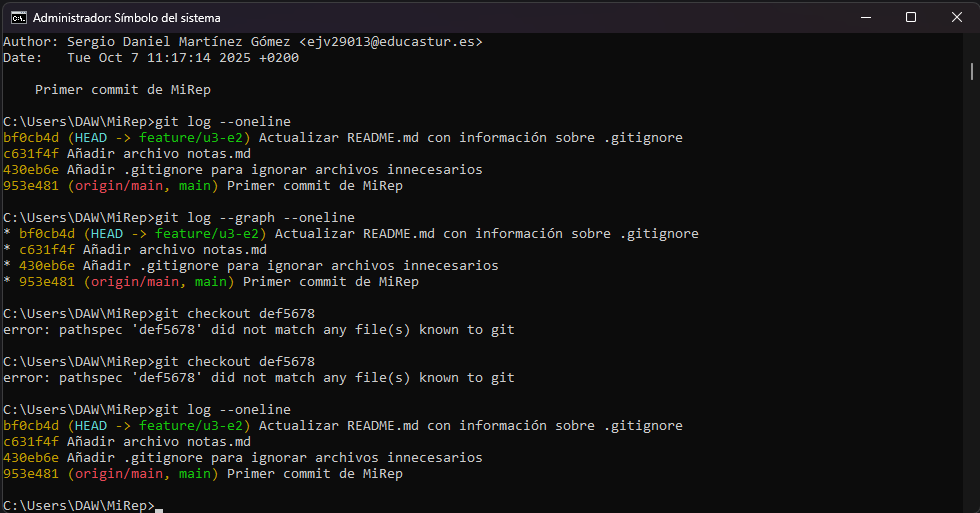 Administrador: Símbolo del sistema
Author: Sergio Daniel Martínez Gómez <ejv29013@educastur.es>
Date:   Tue Oct 7 11:17:14 2025 +0200
    Primer commit de MiRep
C:\Users\DAW\MiRep>git log --oneline
bf0cb4d (HEAD -> feature/u3-e2) Actualizar README.md con información sobre .gitignore
c631f4f Añadir archivo notas.md
430eb6e Añadir .gitignore para ignorar archivos innecesarios
953e481 (origin/main, main) Primer commit de MiRep
C:\Users\DAW\MiRep>git log --graph --oneline
* bf0cb4d (HEAD -> feature/u3-e2) Actualizar README.md con información sobre .gitignore
* c631f4f Añadir archivo notas.md
* 430eb6e Añadir .gitignore para ignorar archivos innecesarios
* 953e481 (origin/main, main) Primer commit de MiRep
C:\Users\DAW\MiRep>git checkout def5678
error: pathspec 'def5678' did not match any file(s) known to git
C:\Users\DAW\MiRep>git checkout def5678
error: pathspec 'def5678' did not match any file(s) known to git
C:\Users\DAW\MiRep>git log --oneline
bf0cb4d (HEAD -> feature/u3-e2) Actualizar README.md con información sobre .gitignore
c631f4f Añadir archivo notas.md
430eb6e Añadir .gitignore para ignorar archivos innecesarios
953e481 (origin/main, main) Primer commit de MiRep
C:\Users\DAW\MiRep>